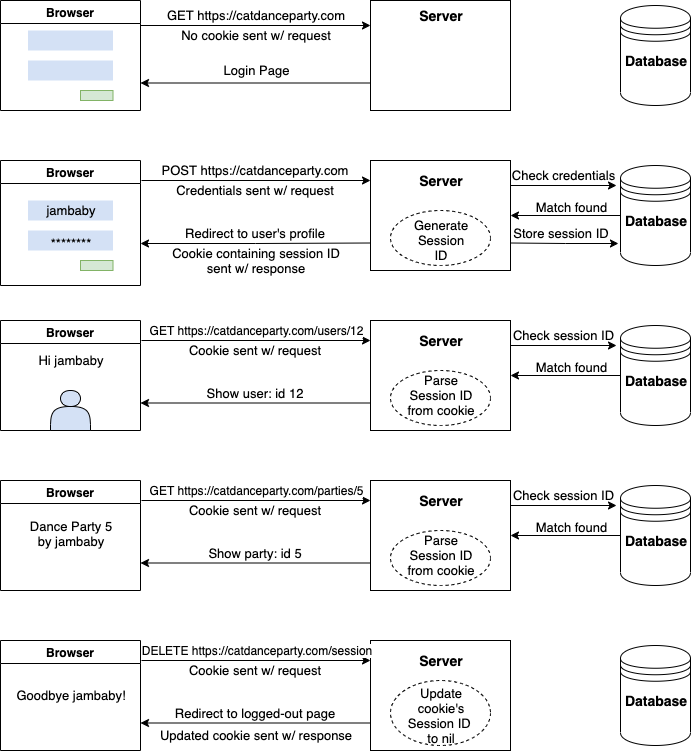 Browser
GET https://catdanceparty.com
No cookie sent w/ request
Login Page
Server
Database
Browser
jambaby
********
POST https://catdanceparty.com
Credentials sent w/ request
Redirect to user's profile
Cookie containing session ID
sent w/ response
Server
Generate
Session
ID
Check credentials
Match found
Store session ID
Database
Browser
Hi jambaby
GET https://catdanceparty.com/users/12
Cookie sent w/ request
Show user: id 12
Server
Parse
Session ID
from cookie
Check session ID
Match found
Database
Browser
Dance Party 5
by jambaby
GET https://catdanceparty.com/parties/5
Cookie sent w/ request
Show party: id 5
Server
Parse
Session ID
from cookie
Check session ID
Match found
Database
Browser
Goodbye jambaby!
DELETE https://catdanceparty.com/session
Cookie sent w/ request
Redirect to logged-out page
Updated cookie sent w/ response
Server
Update
cookie's
Session ID
to nil
Database